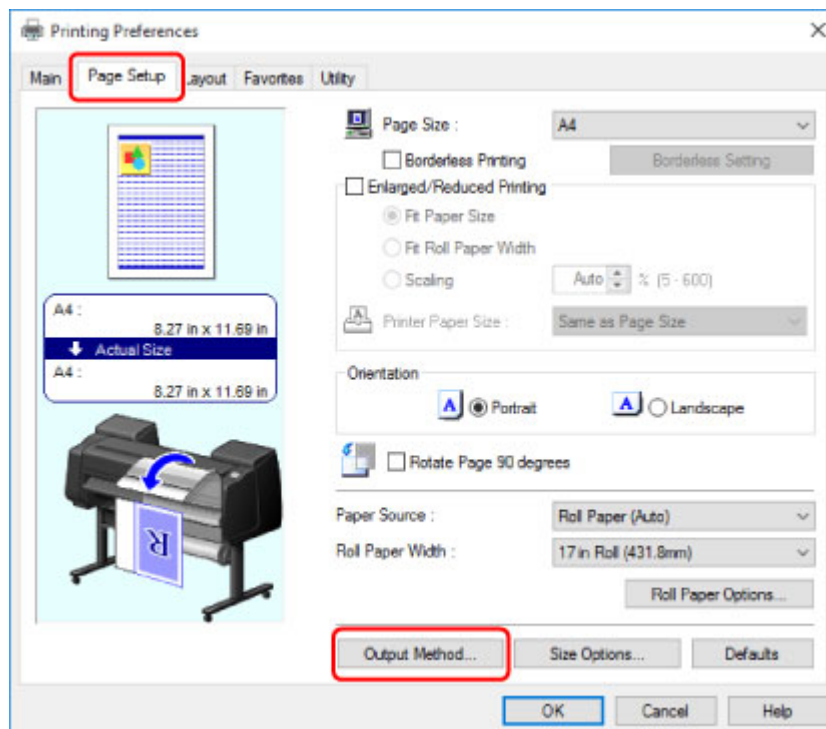 Printing Preferences
Main Page Setup Layout Favorites Utility
Page Size : A4
Borderless Printing Borderless Setting
Enlarged/Reduced Printing
Fit Paper Size
Fit Roll Paper Width
Scaling Auto % (5 - 600)
Printer Paper Size : Same as Page Size
A4 :
8.27 in x 11.69 in
Actual Size
A4 :
8.27 in x 11.69 in
Orientation
A Portrait A Landscape
Rotate Page 90 degrees
R
Paper Source : Roll Paper (Auto)
Roll Paper Width : 17 in Roll (431.8mm)
Roll Paper Options...
Output Method... Size Options... Defaults
OK Cancel Help